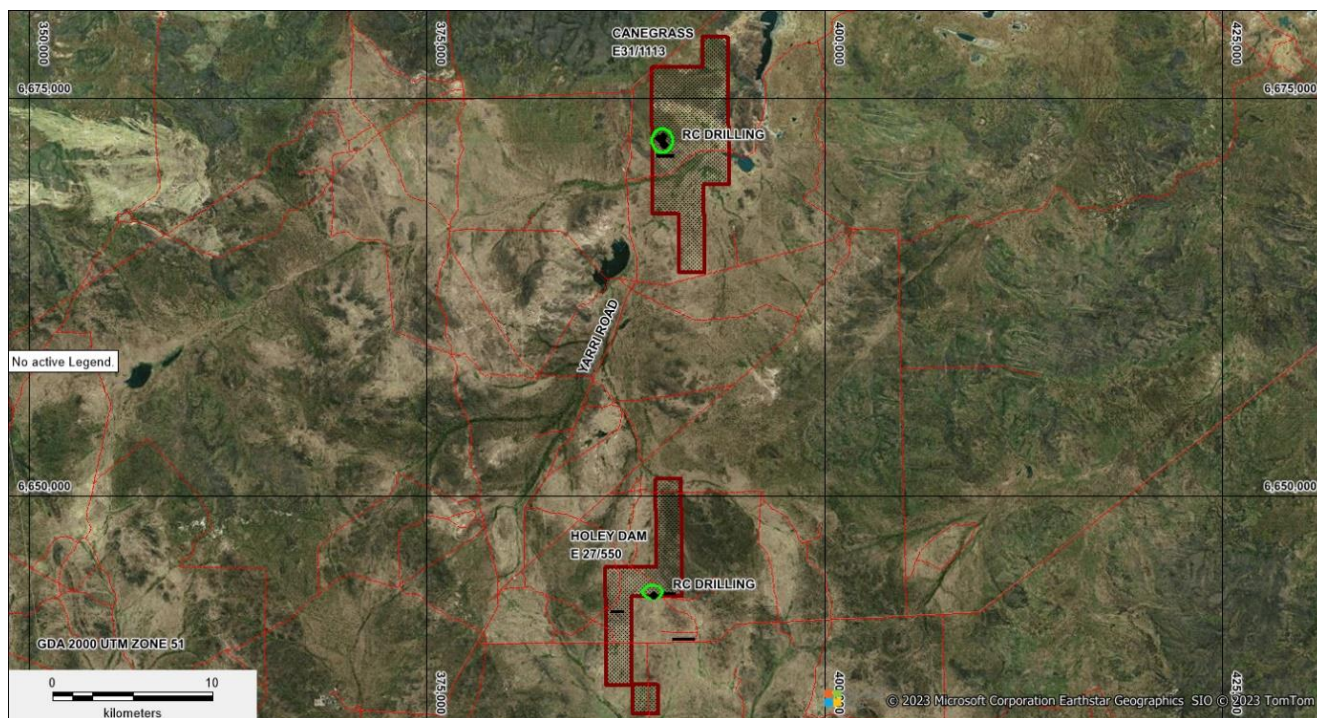 350,000
375,000
CANEGRASS
E31/1113
400,000
425,000
6,675,000
6,675,000
RC DRILLING
YARRI ROAD
No active Legend.
6,650,000
6,650,000
HOLEY DAM
E 27/550
RC DRILLING
GDA 2000 UTM ZONE 51
0 10
kilometers
375,000
425,000
© 2023 Microsoft Corporation Earthstar Geographics SIO © 2023 TomTom